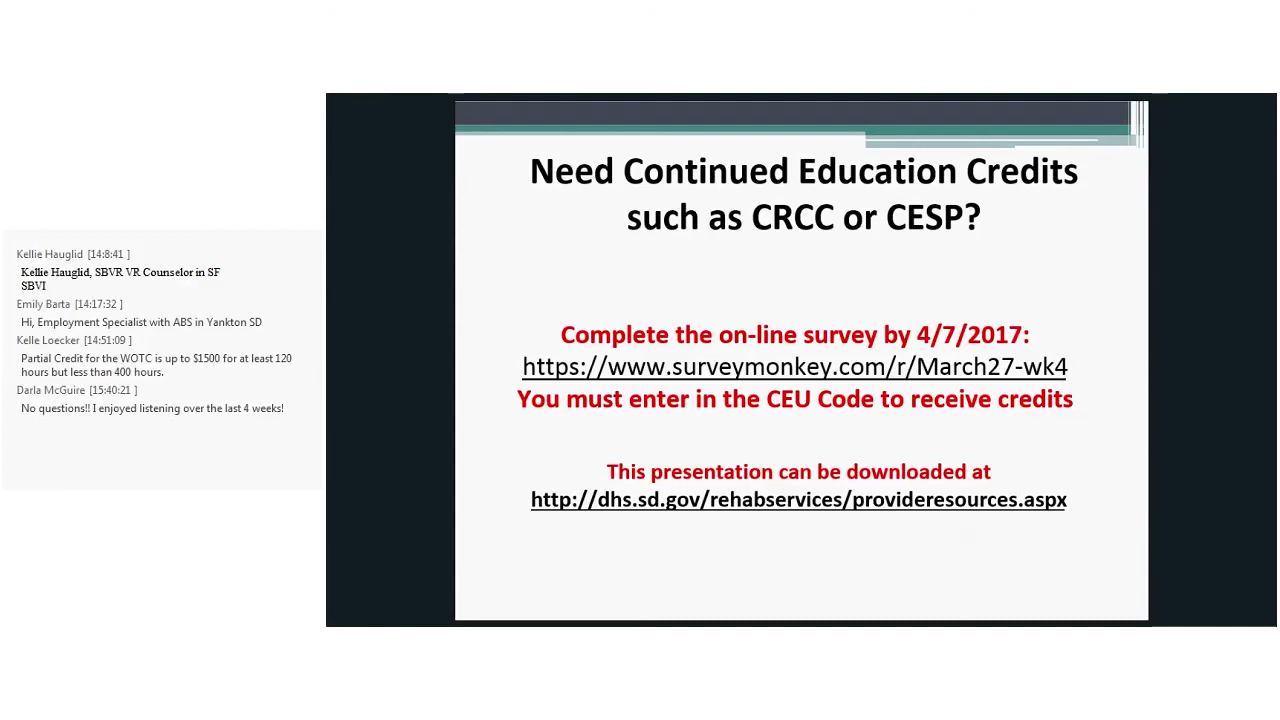 Kellie Hauglid [14:8:41 ]
Kellie Hauglid, SBVR VR Counselor in SF
SBVI
Emily Barta [14:17:32 ]
Hi, Employment Specialist with ABS in Yankton SD
Kelle Loecker [14:51:09 ]
Partial Credit for the WOTC is up to $1500 for at least 120
hours but less than 400 hours.
Darla McGuire [15:40:21 ]
No questions!! I enjoyed listening over the last 4 weeks!
Need Continued Education Credits
such as CRCC or CESP?
Complete the on-line survey by 4/7/2017:
https://www.surveymonkey.com/r/March27-wk4
You must enter in the CEU Code to receive credits
This presentation can be downloaded at
http://dhs.sd.gov/rehabservices/provideresources.aspx